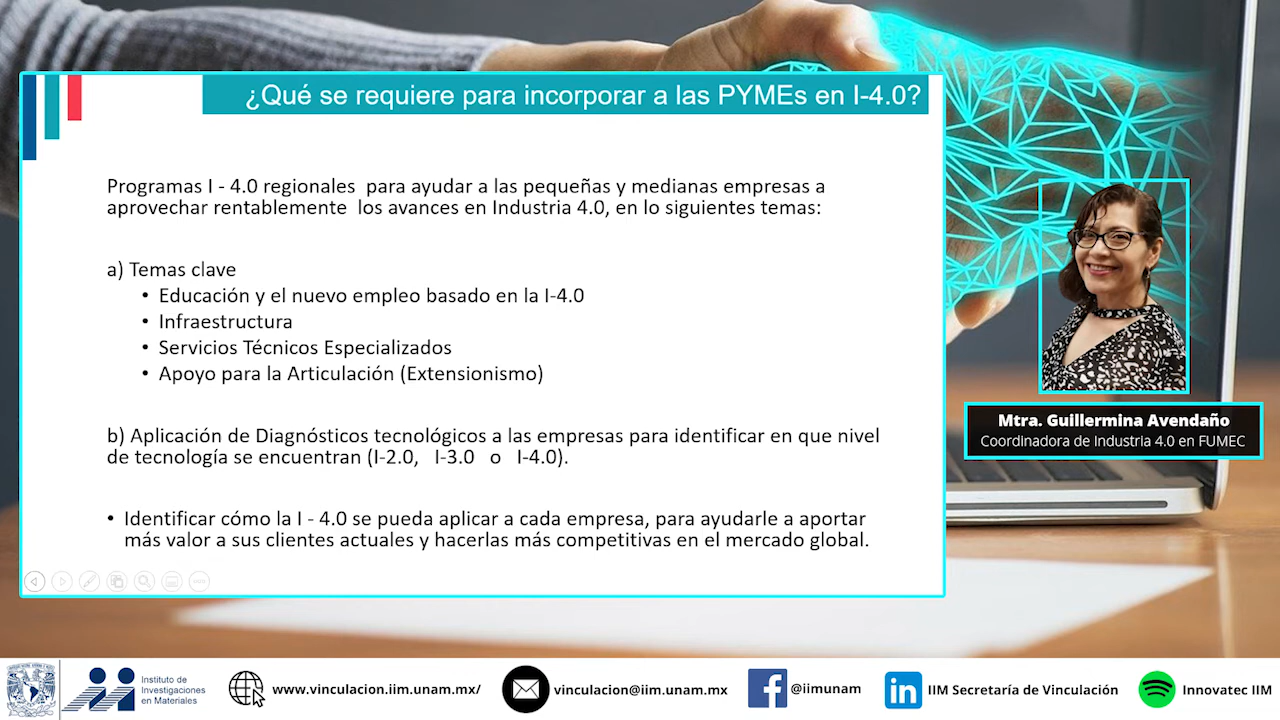 ¿Qué se requiere para incorporar a las PYMEs en I-4.0?
Programas I - 4.0 regionales para ayudar a las pequeñas y medianas empresas a
aprovechar rentablemente los avances en Industria 4.0, en lo siguientes temas:
a) Temas clave
• Educación y el nuevo empleo basado en la I-4.0
• Infraestructura
• Servicios Técnicos Especializados
• Apoyo para la Articulación (Extensionismo)
b) Aplicación de Diagnósticos tecnológicos a las empresas para identificar en que nivel
de tecnología se encuentran (I-2.0, I-3.0 o I-4.0).
• Identificar cómo la I - 4.0 se pueda aplicar a cada empresa, para ayudarle a aportar
más valor a sus clientes actuales y hacerlas más competitivas en el mercado global.
Mtra. Guillermina Avendaño
Coordinadora de Industria 4.0 en FUMEC
Instituto de
Investigaciones
en Materiales
www.vinculacion.iim.unam.mx/
vinculacion@iim.unam.mx
@iimunam
IIM Secretaría de Vinculación
Innovatec IIM